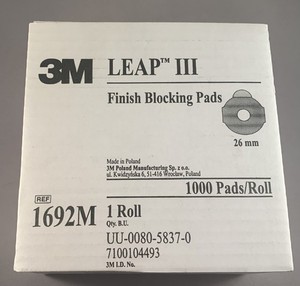 3M LEAP™ III
Finish Blocking Pads
26 mm
Made in Poland
3M Poland Manufacturing Sp. z o.o.
ul. Kwidzyńska 6, 51-416 Wrocław, Poland
1000 Pads/Roll
REF
1692M
1 Roll
Qty. B.U.
UU-0080-5837-0
7100104493
3M I.D. No.